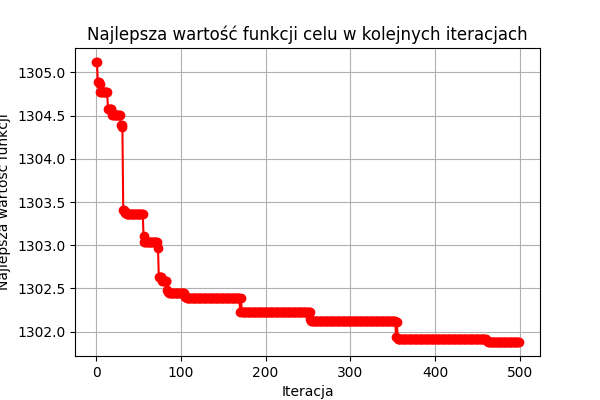 Najlepsza wartość funkcji celu w kolejnych iteracjach
Najlepsza wartość funkcji
1305.0
1304.5
1304.0
1303.5
1303.0
1302.5
1302.0
0 100 200 300 400 500
Iteracja